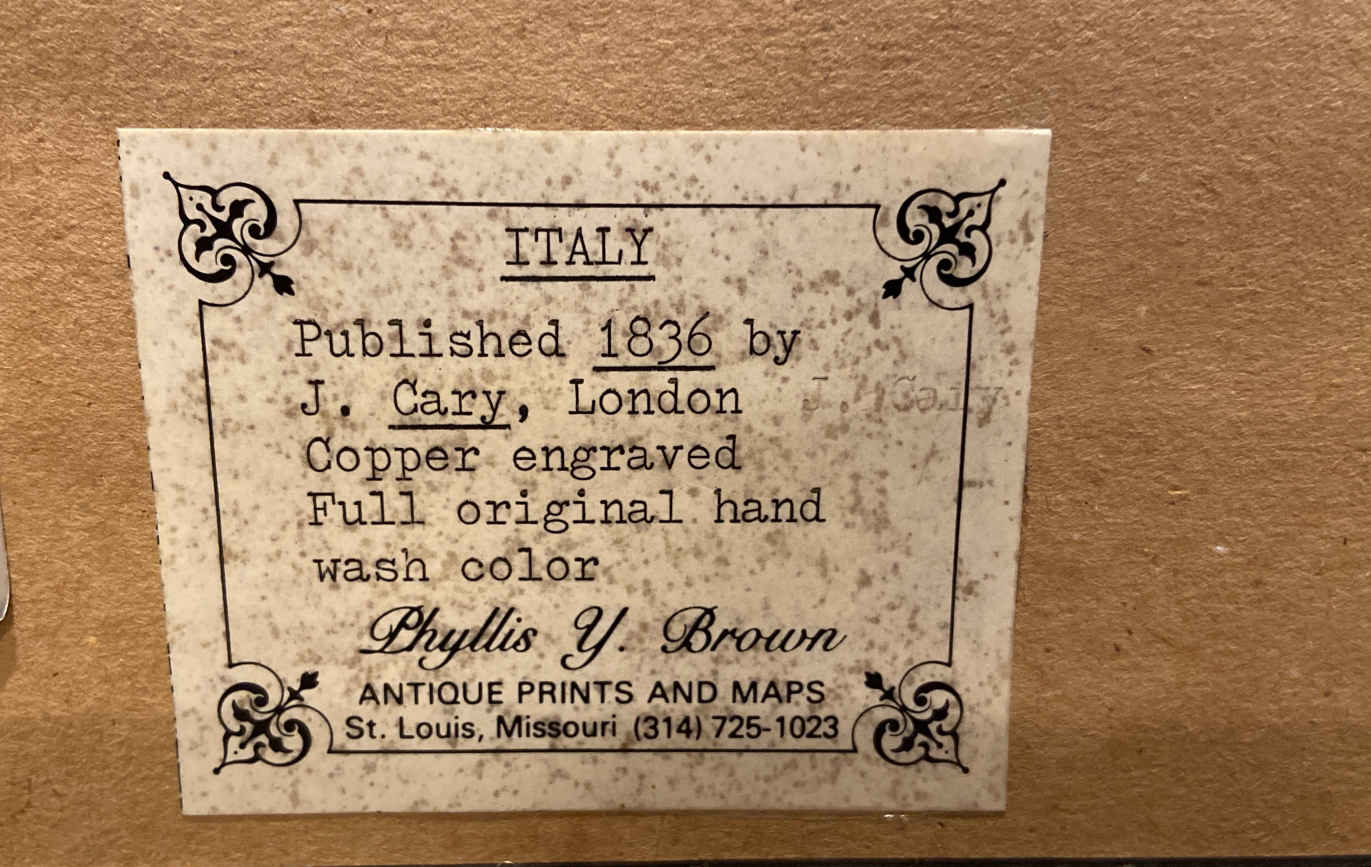 ITALY
Published 1836 by
J. Cary, London J. Cary
Copper engraved
Full original hand
wash color
Phyllis Y. Brown
ANTIQUE PRINTS AND MAPS
St. Louis, Missouri (314) 725-1023